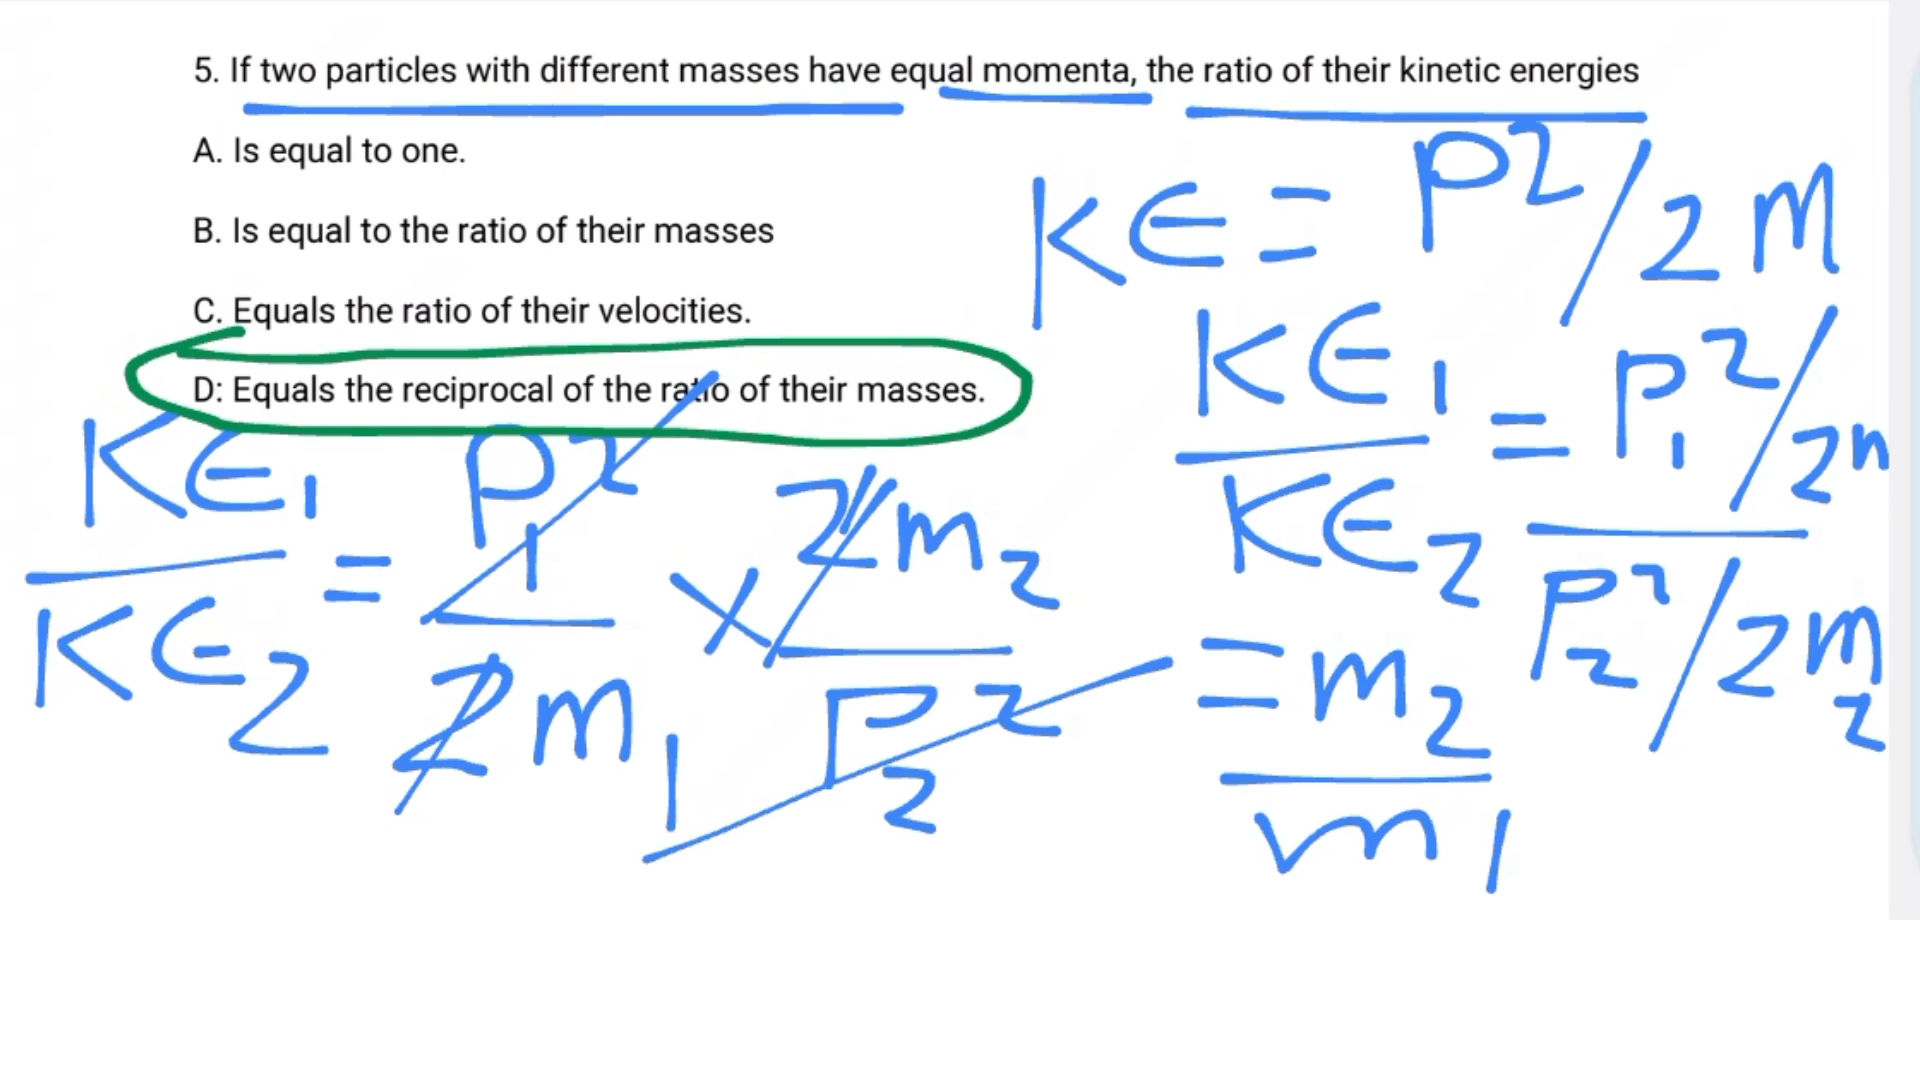 5. If two particles with different masses have equal momenta, the ratio of their kinetic energies
A. Is equal to one.
B. Is equal to the ratio of their masses
C. Equals the ratio of their velocities.
D: Equals the reciprocal of the ratio of their masses.
KE = P²/2M
KE₁/KE₂ = P₁²/2m / P₂²/2m₂
KE₁/KE₂ = P₁²/2m₁ × 2m₂/P₂² = m₂/m₁